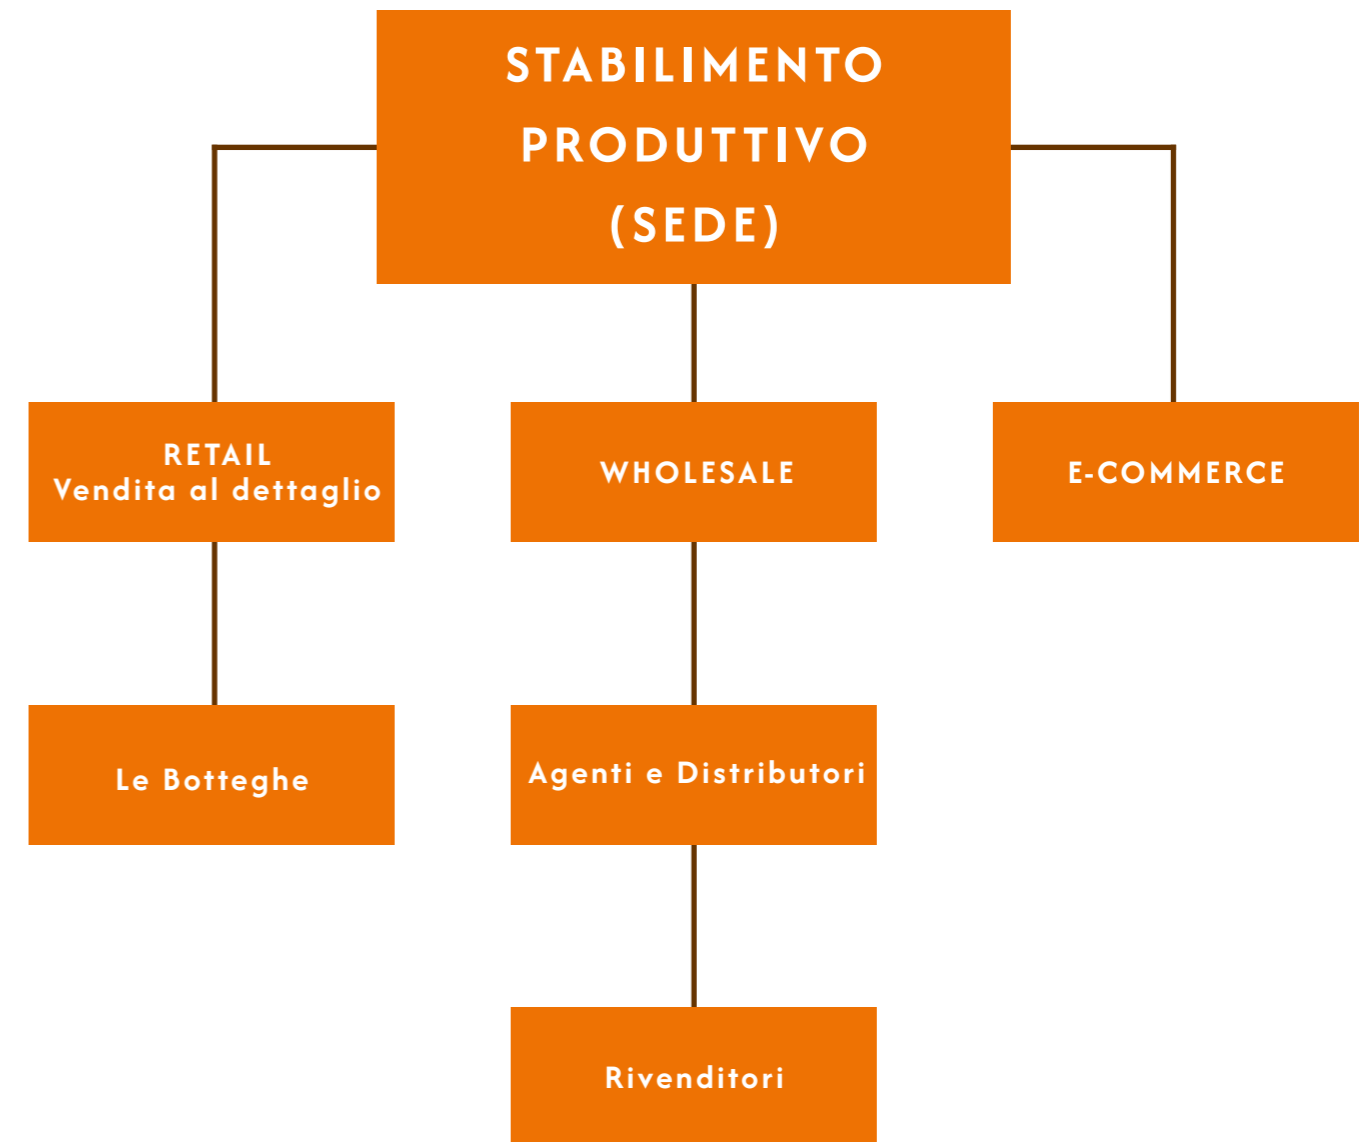 STABILIMENTO
PRODUTTIVO
(SEDE)
RETAIL
Vendita al dettaglio
WHOLESALE
E-COMMERCE
Le Botteghe
Agenti e Distributori
Rivenditori